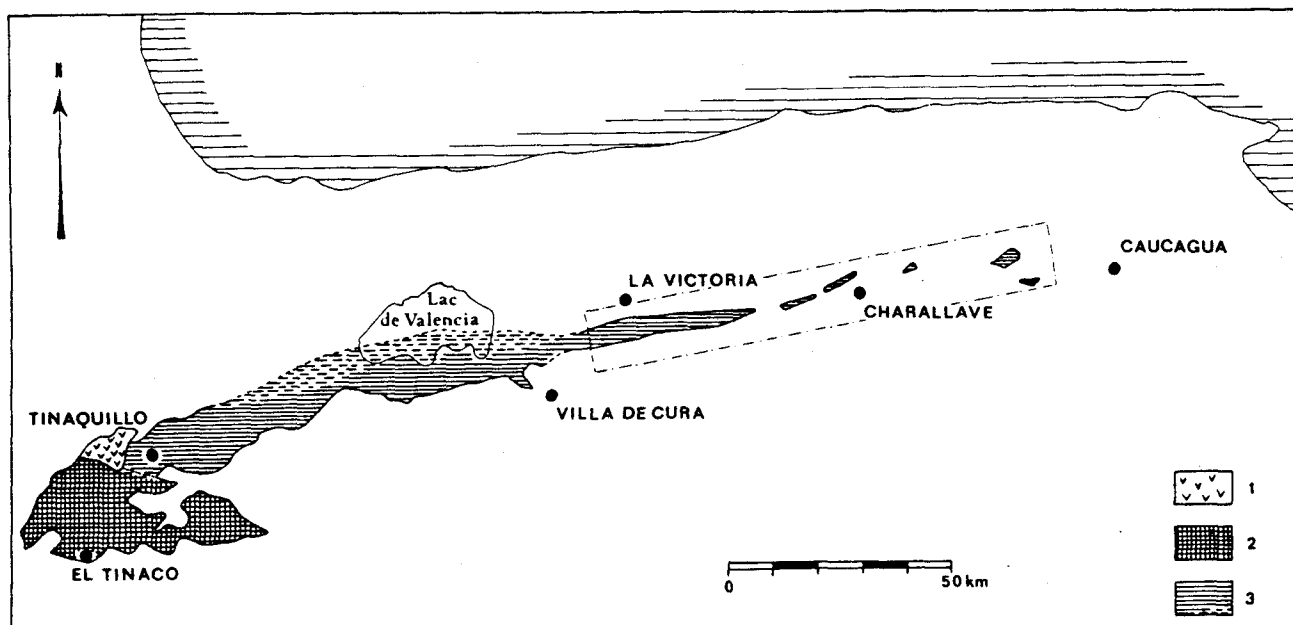 N
CAUCAGUA
LA VICTORIA
Lac
de Valencia
CHARALLAVE
VILLA DE CURA
TINAQUILLO
EL TINACO
1
2
3
0
50 km